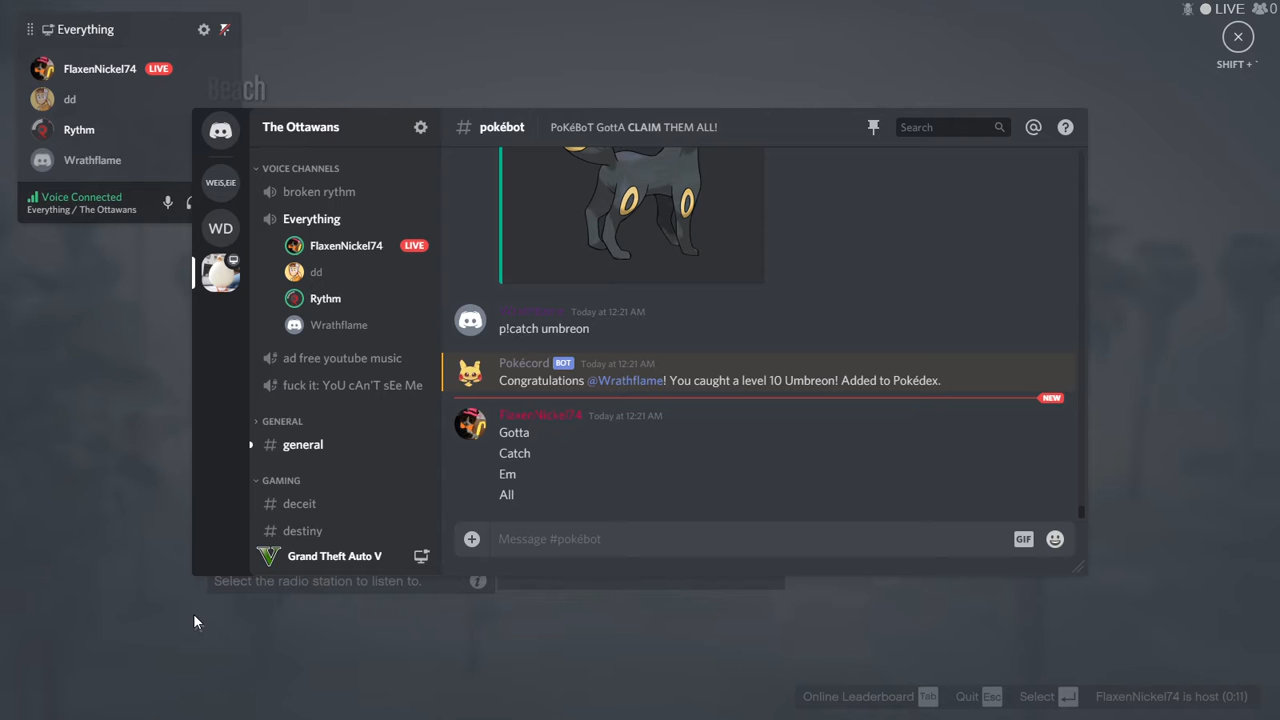 LIVE 0
Everything
SHIFT + `
FlaxenNickel74 LIVE
dd
Rythm
Wrathflame
Voice Connected
Everything / The Ottawans
Beach
The Ottawans
WEiS,EiE
WD
VOICE CHANNELS
broken rythm
Everything
FlaxenNickel74 LIVE
dd
Rythm
Wrathflame
ad free youtube music
fuck it: YoU cAn'T sEe Me
GENERAL
general
GAMING
deceit
destiny
Grand Theft Auto V
pokébot PoKéBoT GottA CLAIM THEM ALL!
Search
Today at 12:21 AM
p!catch umbreon
Pokécord BOT Today at 12:21 AM
Congratulations @Wrathflame! You caught a level 10 Umbreon! Added to Pokédex.
NEW
FlaxenNickel74 Today at 12:21 AM
Gotta
Catch
Em
All
Message #pokébot
GIF
Select the radio station to listen to.
Online Leaderboard Tab Quit Esc Select FlaxenNickel74 is host (0:11)